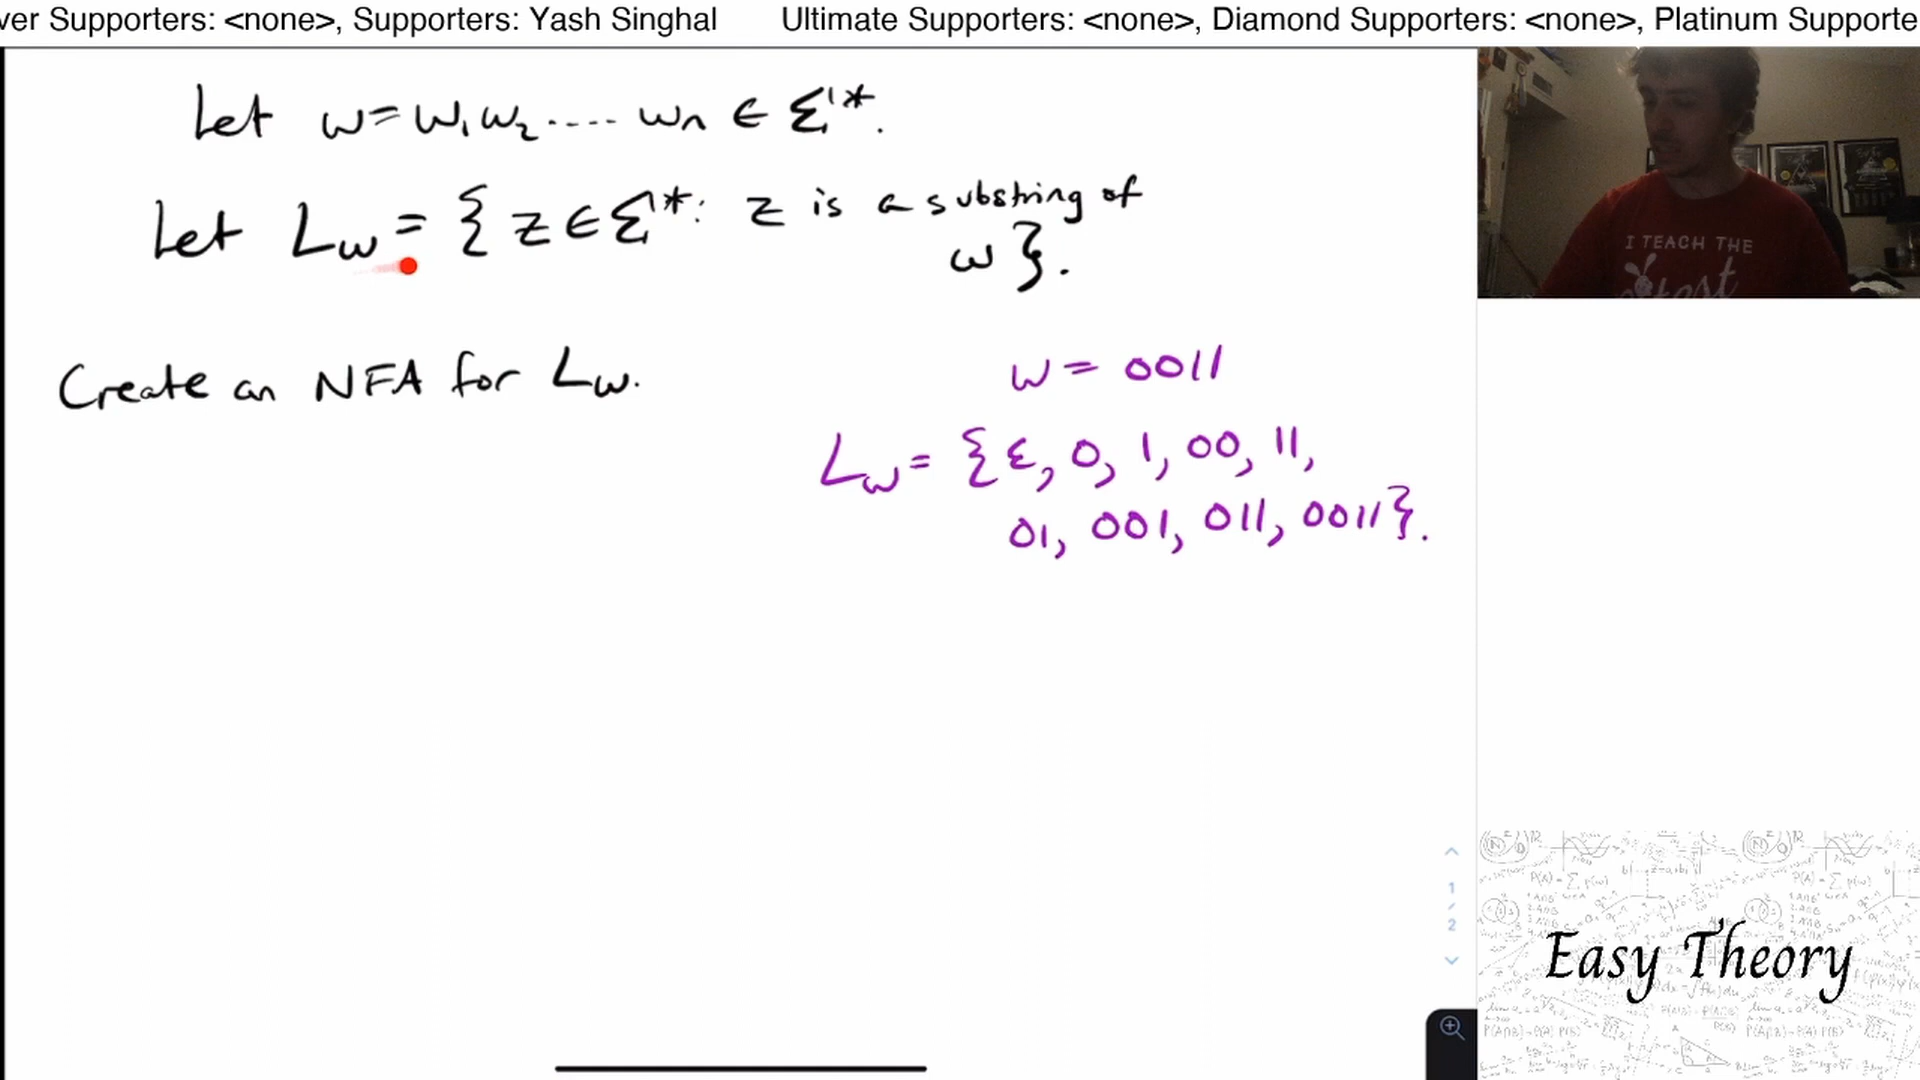 ver Supporters: <none>, Supporters: Yash Singhal Ultimate Supporters: <none>, Diamond Supporters: <none>, Platinum Supporte
Let w=w₁w₂.... wn ∈ Σ*.
Let Lw = { z∈Σ*: z is a substring of
w}.
Create an NFA for Lw.
w = 0011
Lw = {ε, 0, 1, 00, 11,
01, 001, 011, 0011}.
I TEACH THE
1
2
Easy Theory